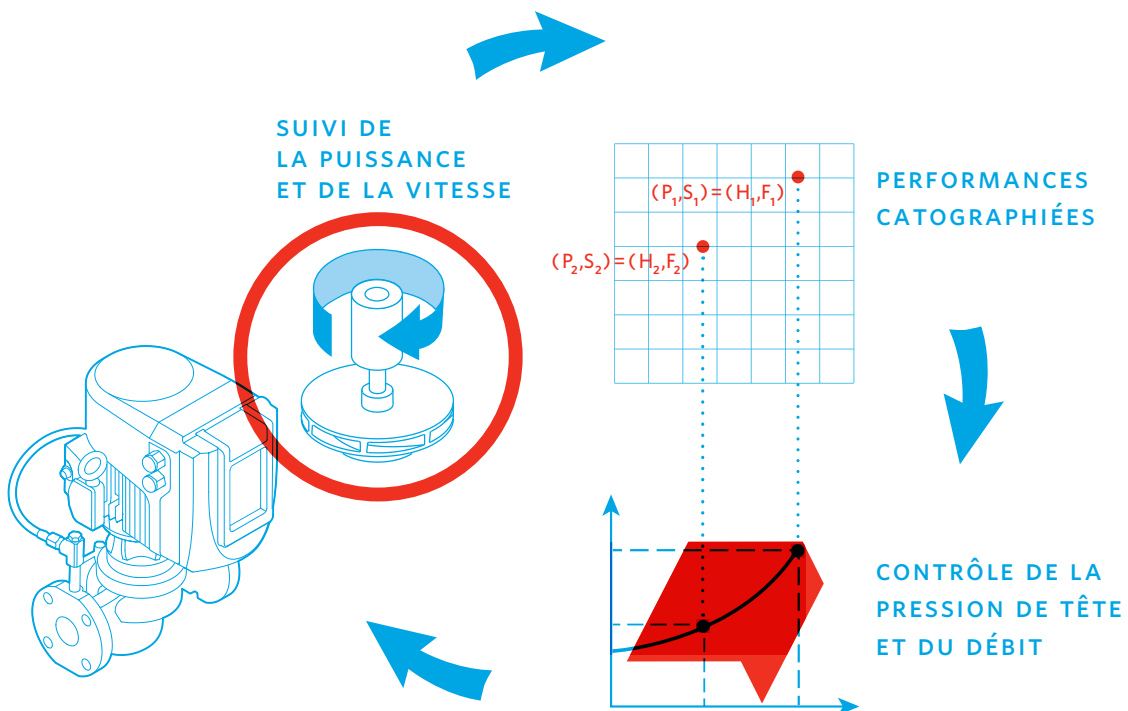 SUIVI DE
LA PUISSANCE
ET DE LA VITESSE
(P₁,S₁)=(H₁,F₁)
(P₂,S₂)=(H₂,F₂)
PERFORMANCES
CATOGRAPHIÉES
CONTRÔLE DE LA
PRESSION DE TÊTE
ET DU DÉBIT